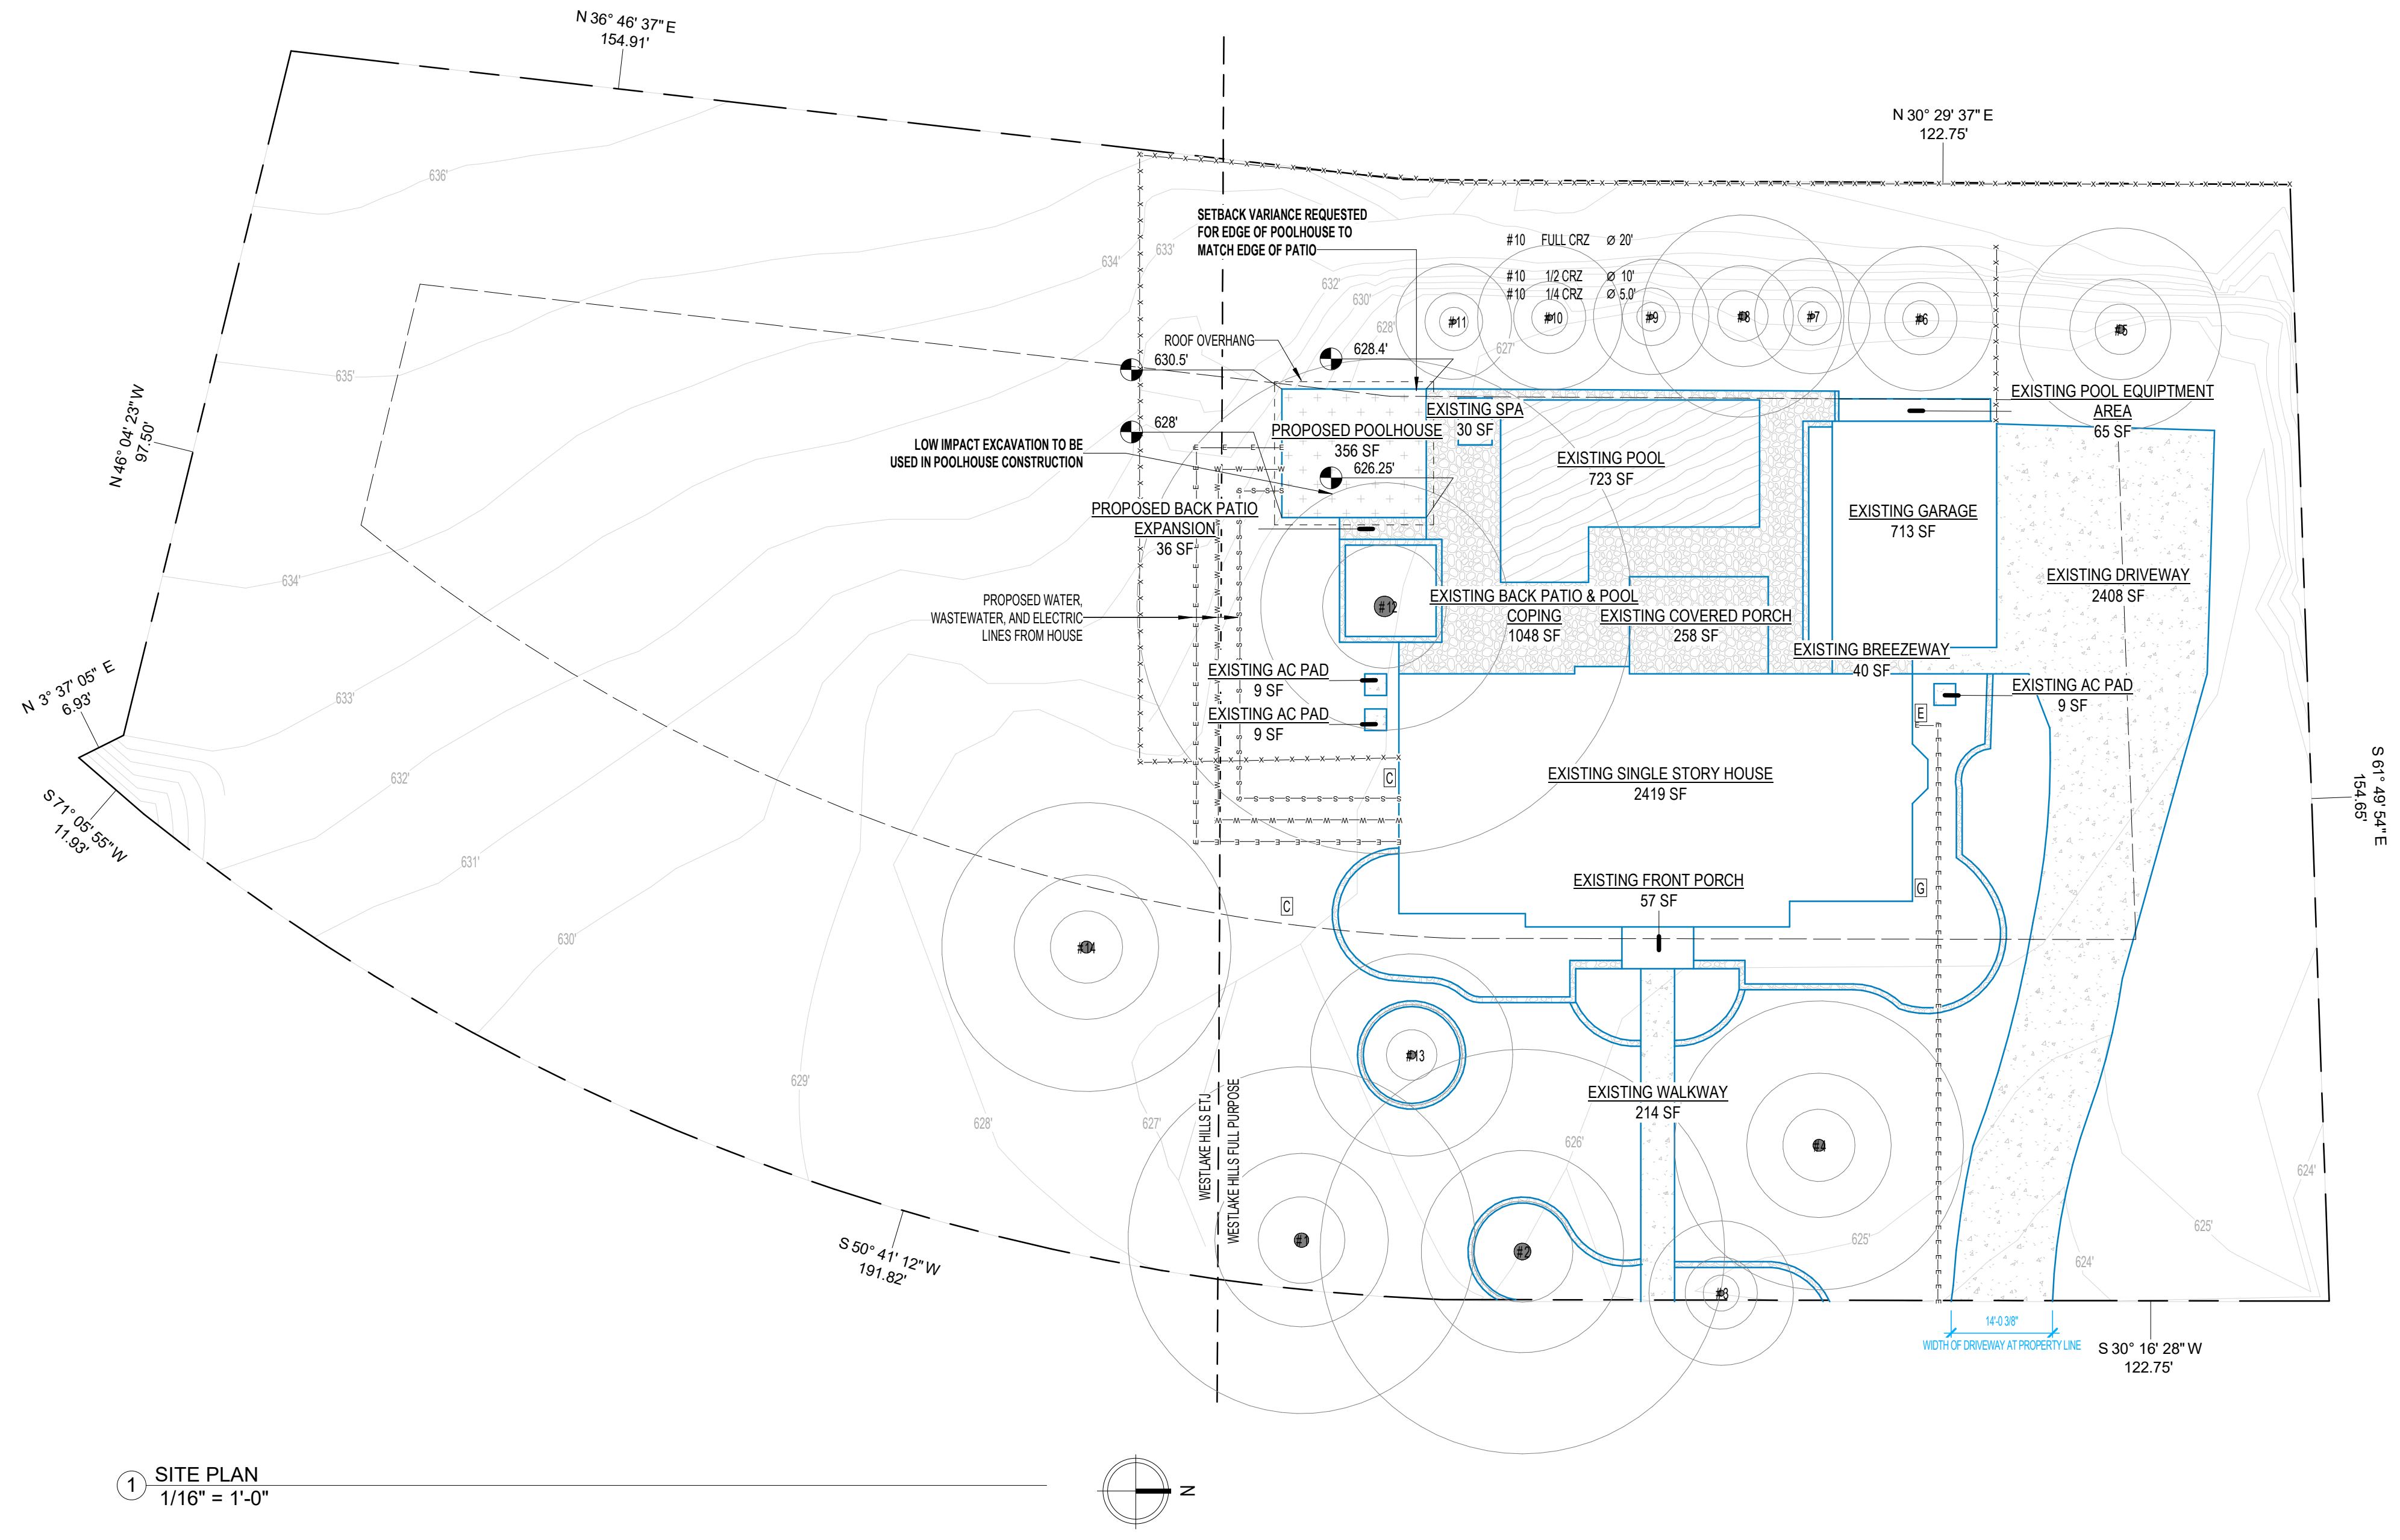 N 36° 46' 37" E
154.91'
N 30° 29' 37" E
122.75'
636'
SETBACK VARIANCE REQUESTED
FOR EDGE OF POOLHOUSE TO
MATCH EDGE OF PATIO
#10 FULL CRZ Ø 20'
#10 1/2 CRZ Ø 10'
#10 1/4 CRZ Ø 5.0'
634'
633'
632'
630'
628'
627'
#11
#10
#9
#8
#7
#6
#5
ROOF OVERHANG
630.5'
628.4'
635'
N 46° 04' 23" W
97.50'
628'
LOW IMPACT EXCAVATION TO BE
USED IN POOLHOUSE CONSTRUCTION
PROPOSED POOLHOUSE
356 SF
626.25'
EXISTING SPA
30 SF
EXISTING POOL
723 SF
EXISTING POOL EQUIPTMENT
AREA
65 SF
EXISTING GARAGE
713 SF
PROPOSED BACK PATIO
EXPANSION
36 SF
634'
PROPOSED WATER,
WASTEWATER, AND ELECTRIC
LINES FROM HOUSE
#12
EXISTING BACK PATIO & POOL
COPING
1048 SF
EXISTING COVERED PORCH
258 SF
EXISTING DRIVEWAY
2408 SF
EXISTING BREEZEWAY
40 SF
EXISTING AC PAD
9 SF
EXISTING AC PAD
9 SF
EXISTING AC PAD
9 SF
E
N 3° 37' 05" E
6.93'
633'
632'
S 71° 05' 55" W
11.93'
631'
630'
C
EXISTING SINGLE STORY HOUSE
2419 SF
S 61° 49' 54" E
154.65'
EXISTING FRONT PORCH
57 SF
G
C
#14
#13
629'
628'
627'
WESTLAKE HILLS ETJ
WESTLAKE HILLS FULL PURPOSE
EXISTING WALKWAY
214 SF
626'
#4
624'
625'
625'
624'
#1
#2
#3
S 50° 41' 12" W
191.82'
14'-0 3/8"
WIDTH OF DRIVEWAY AT PROPERTY LINE
S 30° 16' 28" W
122.75'
1
SITE PLAN
1/16" = 1'-0"
N